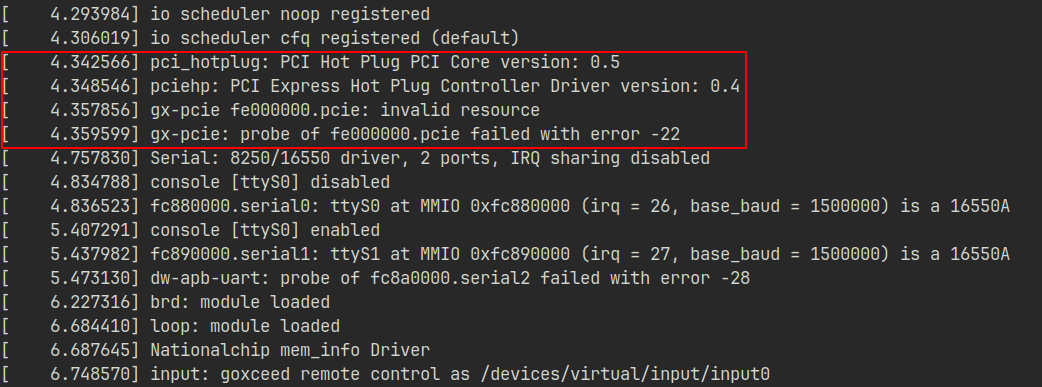 [    4.293984] io scheduler noop registered
[    4.306019] io scheduler cfq registered (default)
[    4.342566] pci_hotplug: PCI Hot Plug PCI Core version: 0.5
[    4.348546] pciehp: PCI Express Hot Plug Controller Driver version: 0.4
[    4.357856] gx-pcie fe000000.pcie: invalid resource
[    4.359599] gx-pcie: probe of fe000000.pcie failed with error -22
[    4.757830] Serial: 8250/16550 driver, 2 ports, IRQ sharing disabled
[    4.834788] console [ttyS0] disabled
[    4.836523] fc880000.serial0: ttyS0 at MMIO 0xfc880000 (irq = 26, base_baud = 1500000) is a 16550A
[    5.407291] console [ttyS0] enabled
[    5.437982] fc890000.serial1: ttyS1 at MMIO 0xfc890000 (irq = 27, base_baud = 1500000) is a 16550A
[    5.473130] dw-apb-uart: probe of fc8a0000.serial2 failed with error -28
[    6.227316] brd: module loaded
[    6.684410] loop: module loaded
[    6.687645] Nationalchip mem_info Driver
[    6.748570] input: goxceed remote control as /devices/virtual/input/input0